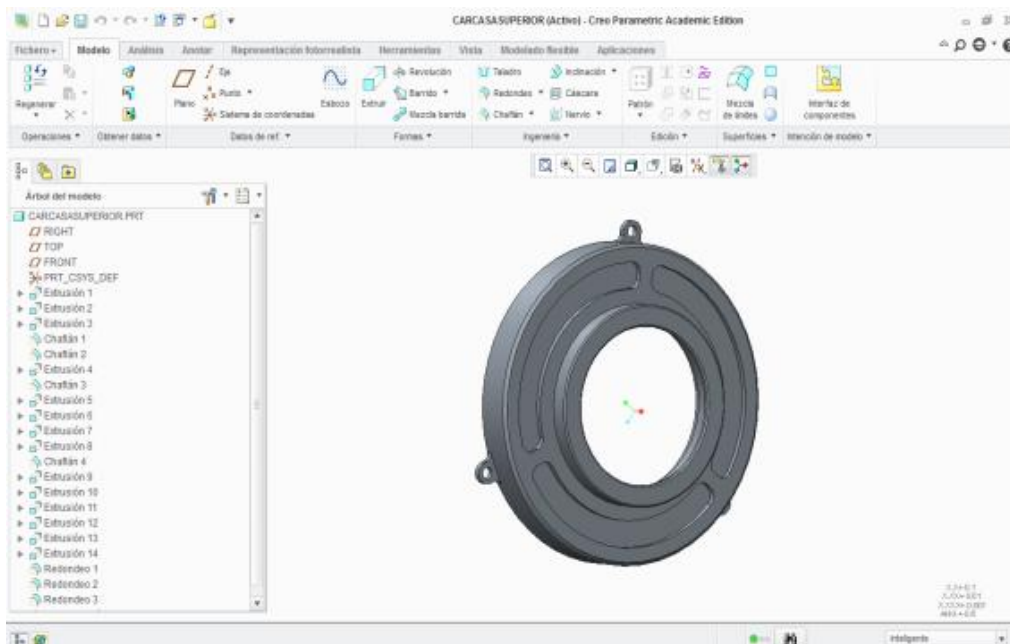 CARCASASUPERIOR (Activo) - Creo Parametric Academic Edition
Fichero Modelo Análisis Anotar Representación fotorrealista Herramientas Vista Modelado flexible Aplicaciones
Eje Revolución Taladro Inclinación
Punto Barrido Redondeo Cáscara
Regenerar Plano Sistema de coordenadas Esbozo Extruir Mezcla barrida Chaflán Nervio Patrón Mezcla de lindes Interfaz de componentes
Operaciones Obtener datos Datos de ref. Formas Ingeniería Edición Superficies Intención de modelo
Árbol del modelo
CARCASASUPERIOR.PRT
RIGHT
TOP
FRONT
PRT_CSYS_DEF
Extrusión 1
Extrusión 2
Extrusión 3
Chaflán 1
Chaflán 2
Extrusión 4
Chaflán 3
Extrusión 5
Extrusión 6
Extrusión 7
Extrusión 8
Chaflán 4
Extrusión 9
Extrusión 10
Extrusión 11
Extrusión 12
Extrusión 13
Extrusión 14
Redondeo 1
Redondeo 2
Redondeo 3
Inteligente